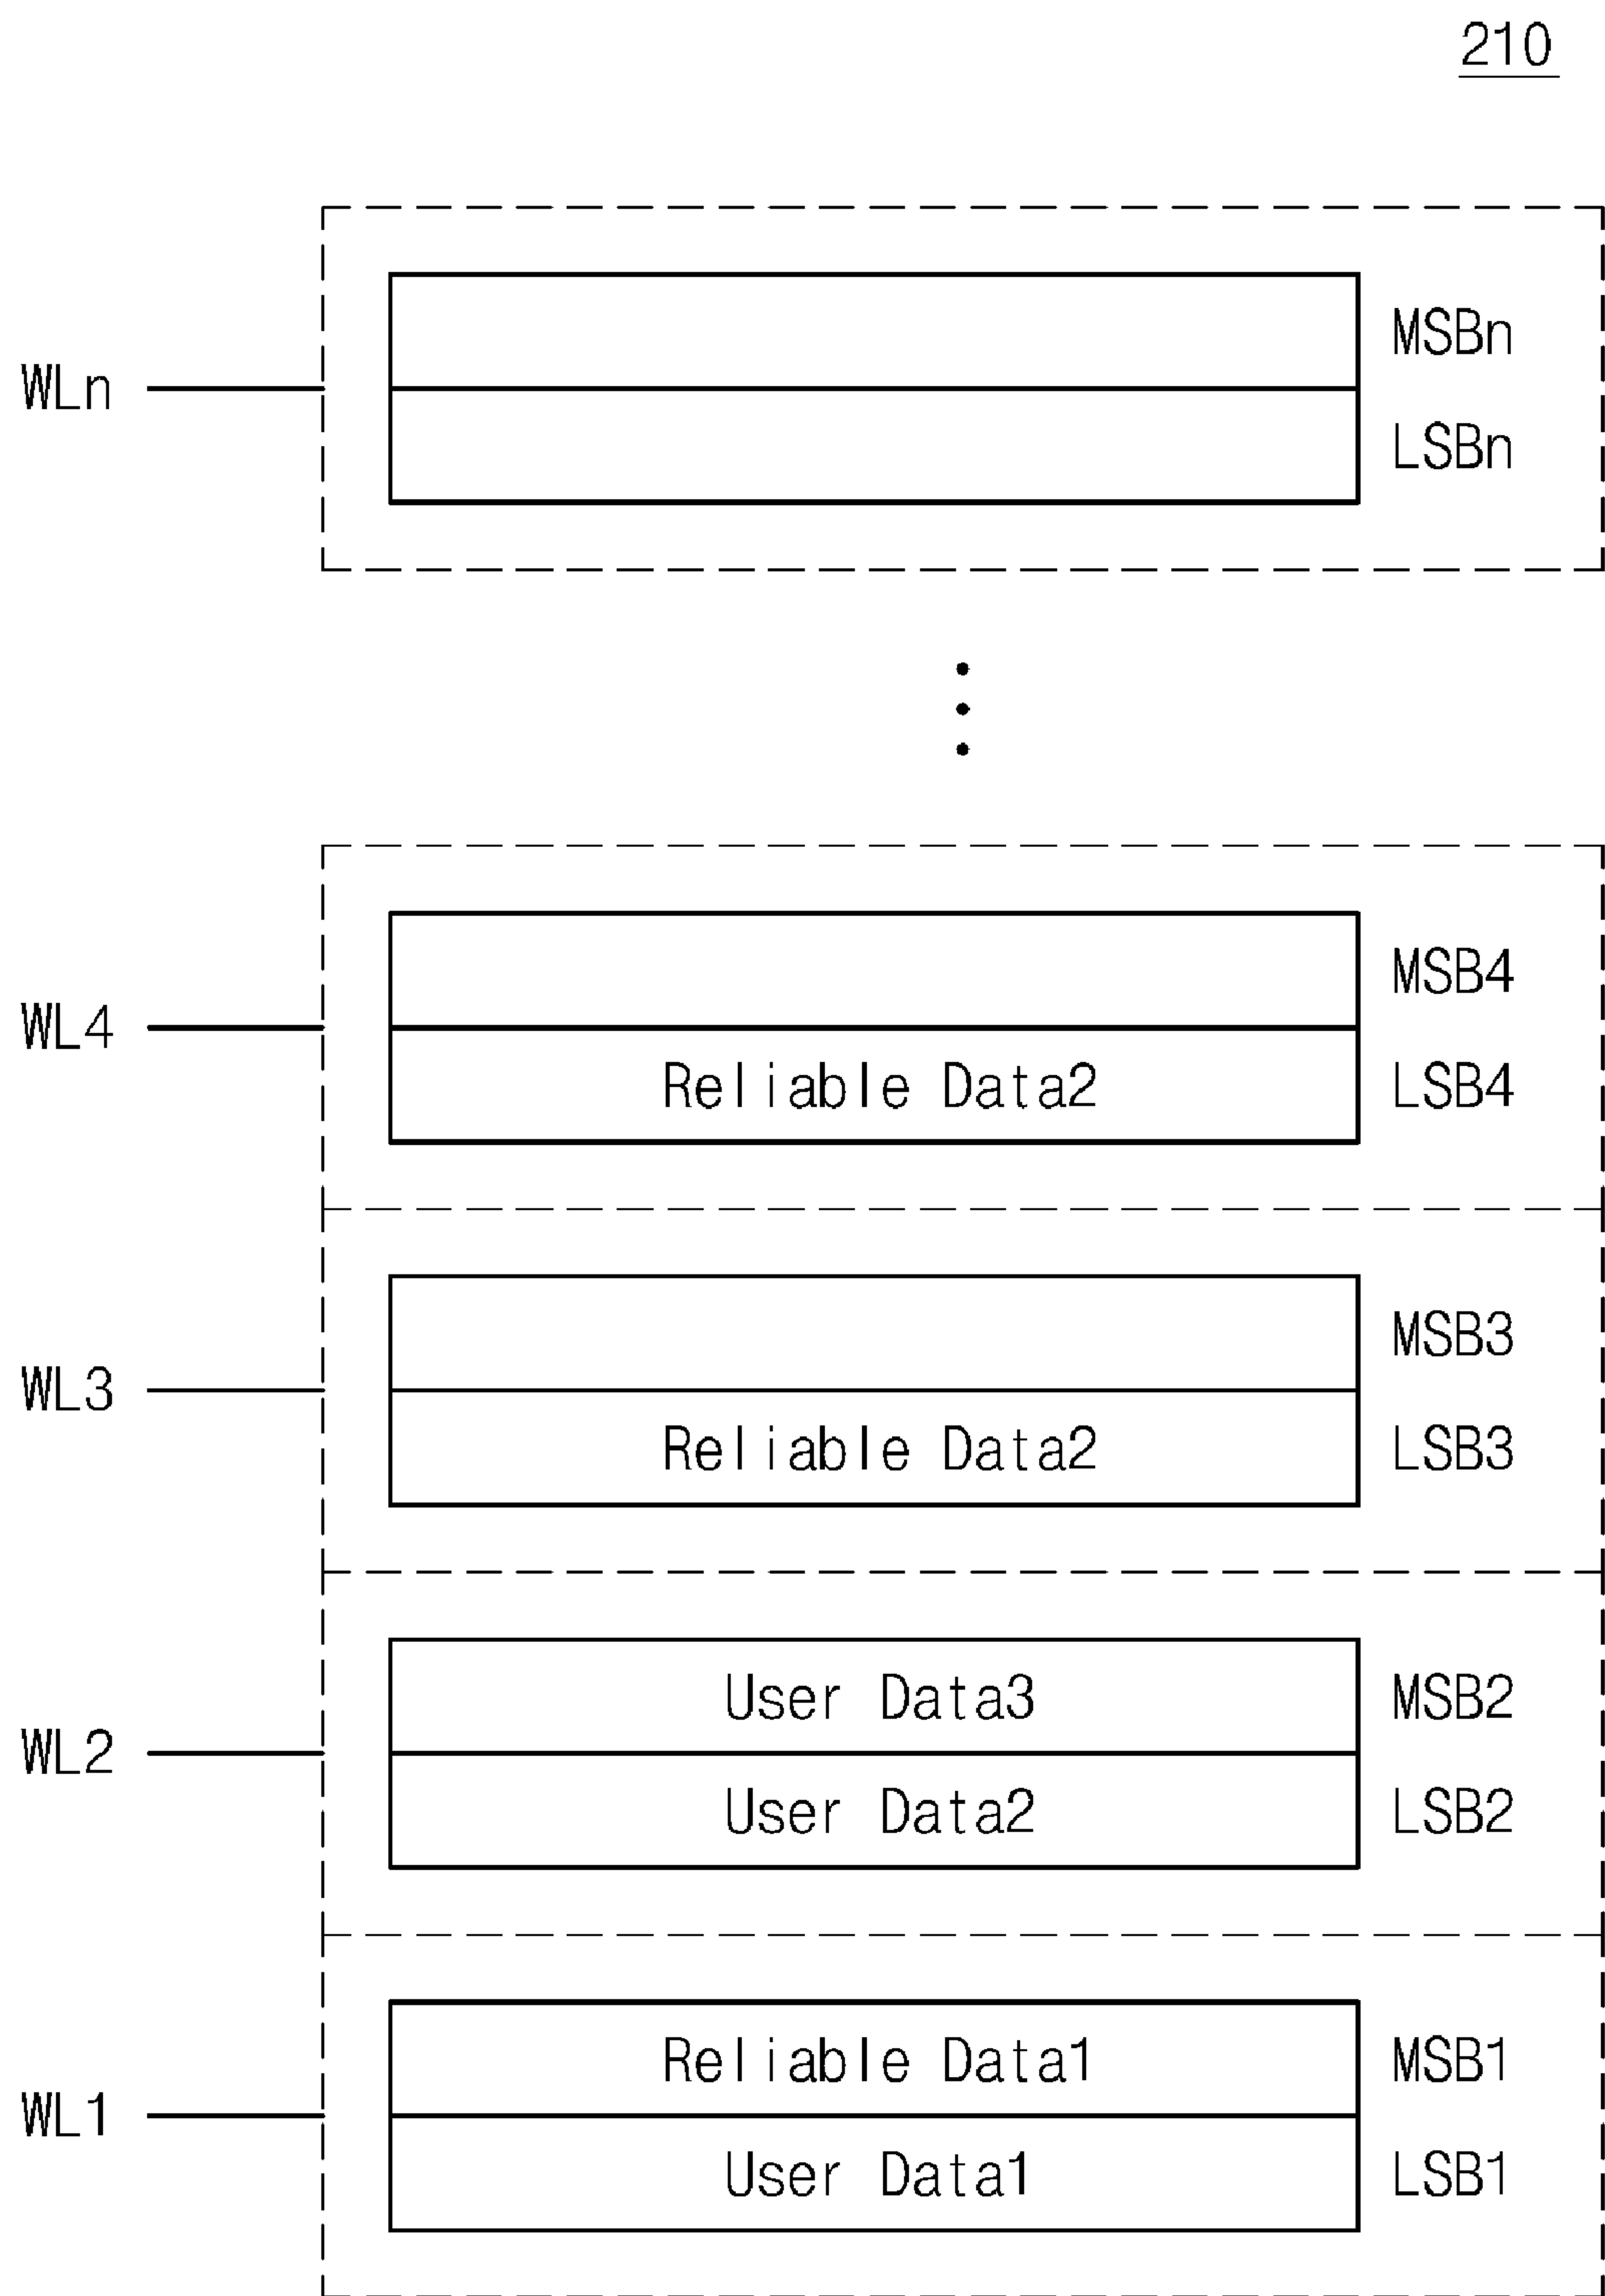 210
MSBn
WLn
LSBn
MSB4
WL4
Reliable Data2 LSB4
MSB3
WL3
Reliable Data2 LSB3
User Data3 MSB2
WL2
User Data2 LSB2
Reliable Data1 MSB1
WL1
User Data1 LSB1